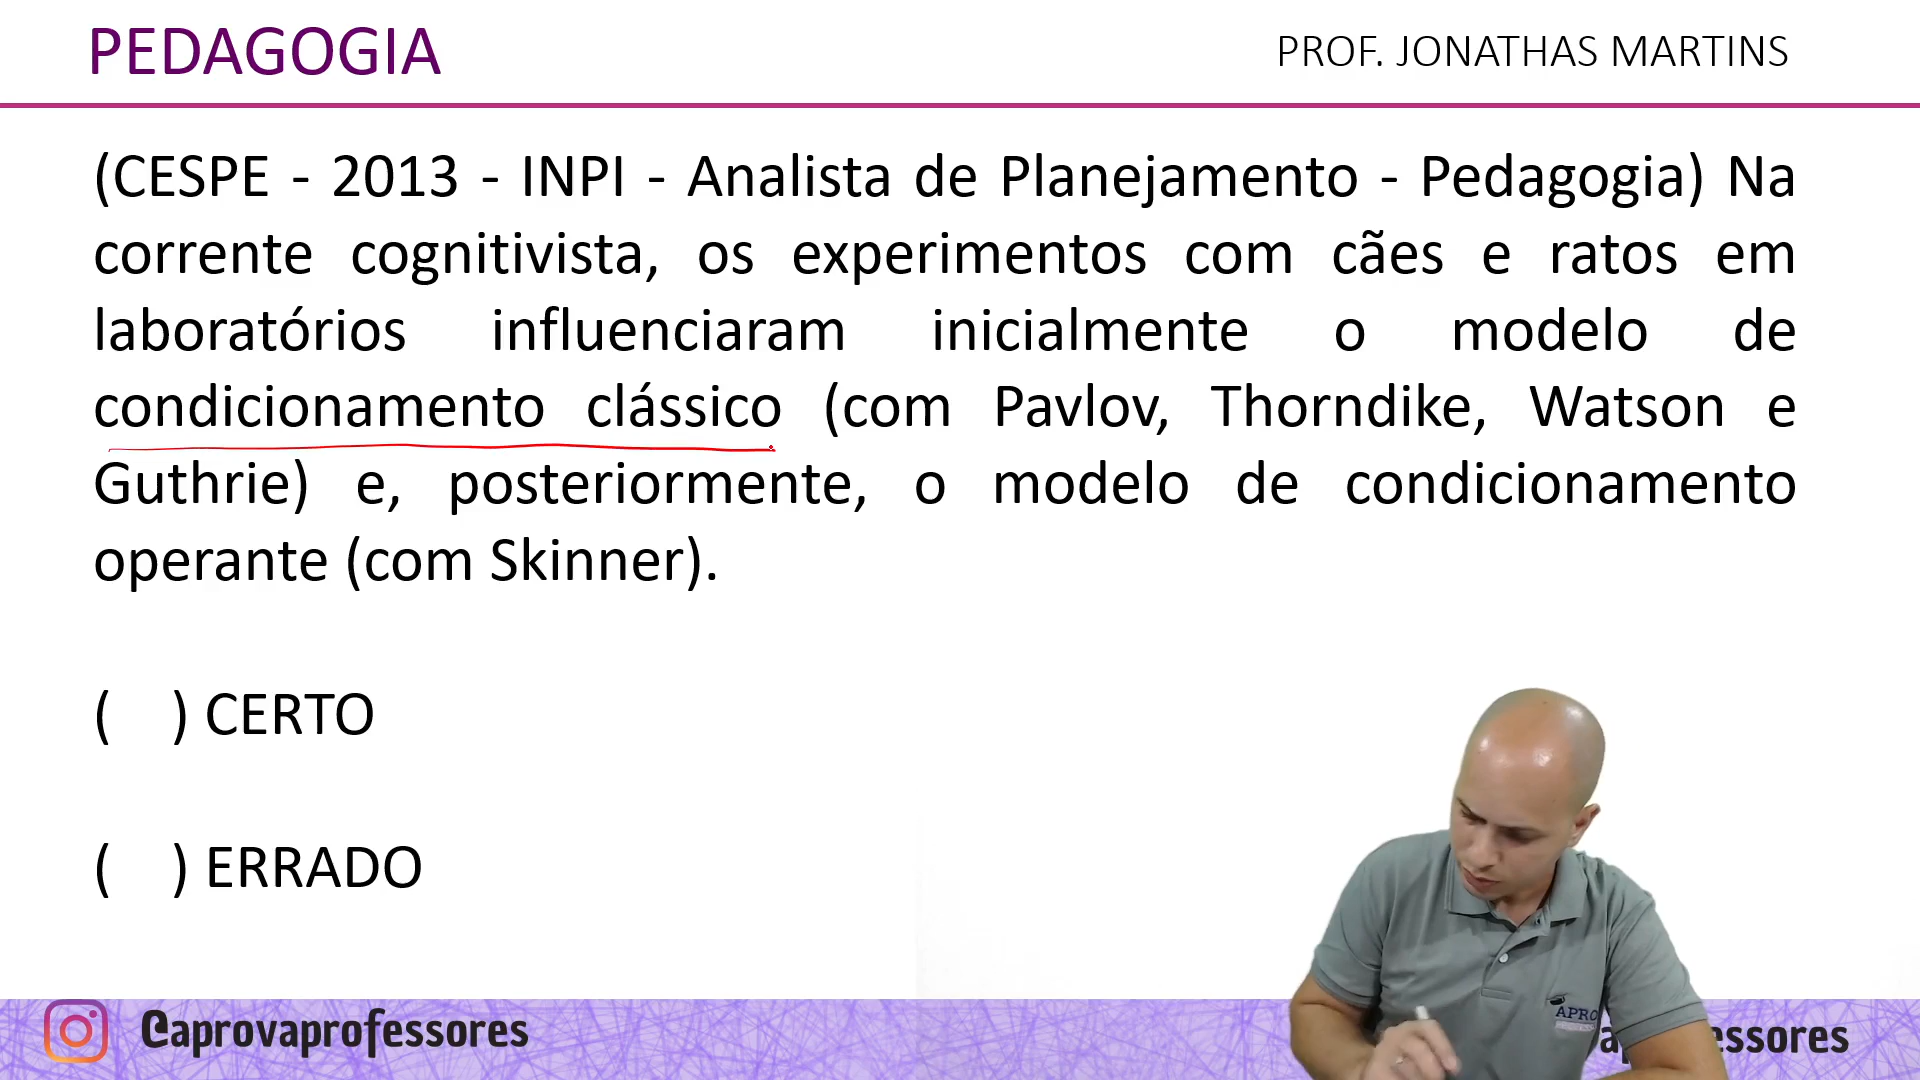 PEDAGOGIA
PROF. JONATHAS MARTINS
(CESPE - 2013 - INPI - Analista de Planejamento - Pedagogia) Na
corrente cognitivista, os experimentos com cães e ratos em
laboratórios influenciaram inicialmente o modelo de
condicionamento clássico (com Pavlov, Thorndike, Watson e
Guthrie) e, posteriormente, o modelo de condicionamento
operante (com Skinner).
( ) CERTO
( ) ERRADO
APRO
@aprovaprofessores
essores